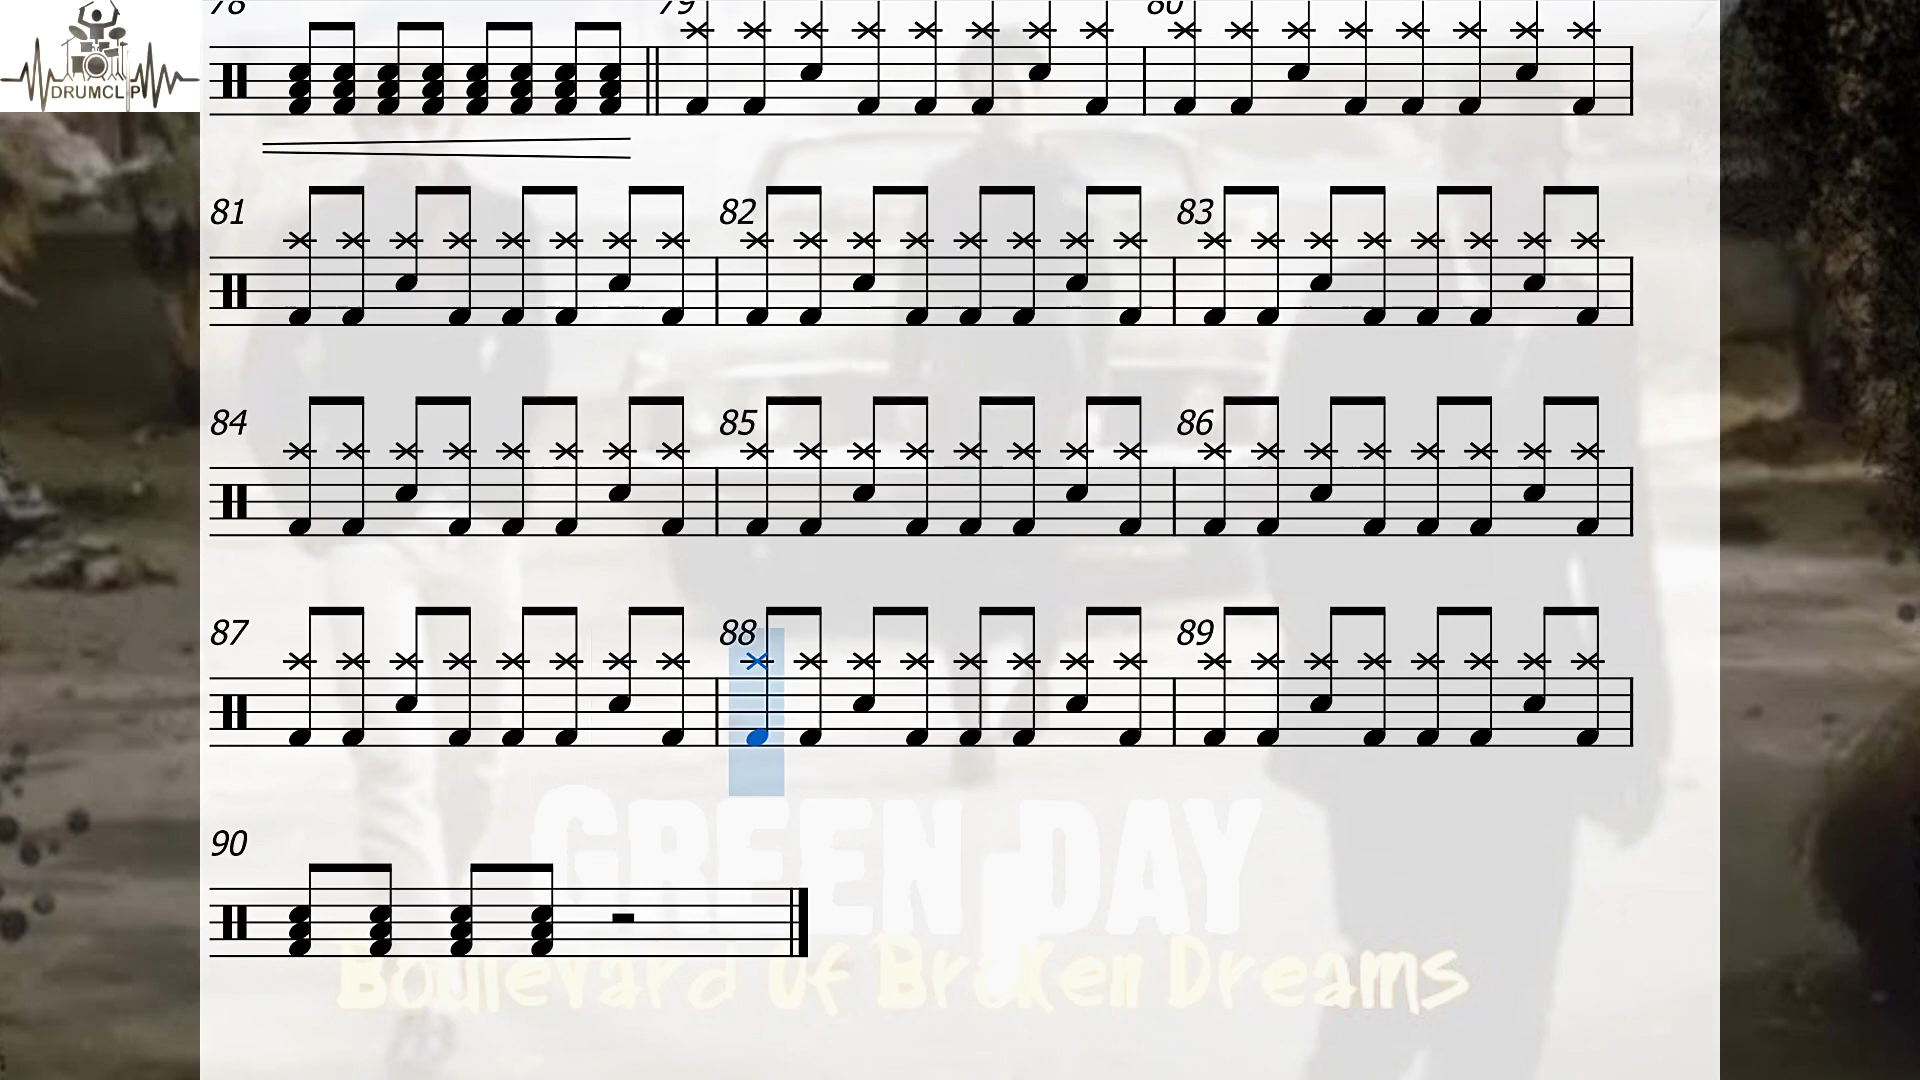 78 79 80
DRUMCLIP
81 82 83
84 85 86
87 88 89
GREEN DAY
90
Boulevard Of Broken Dreams